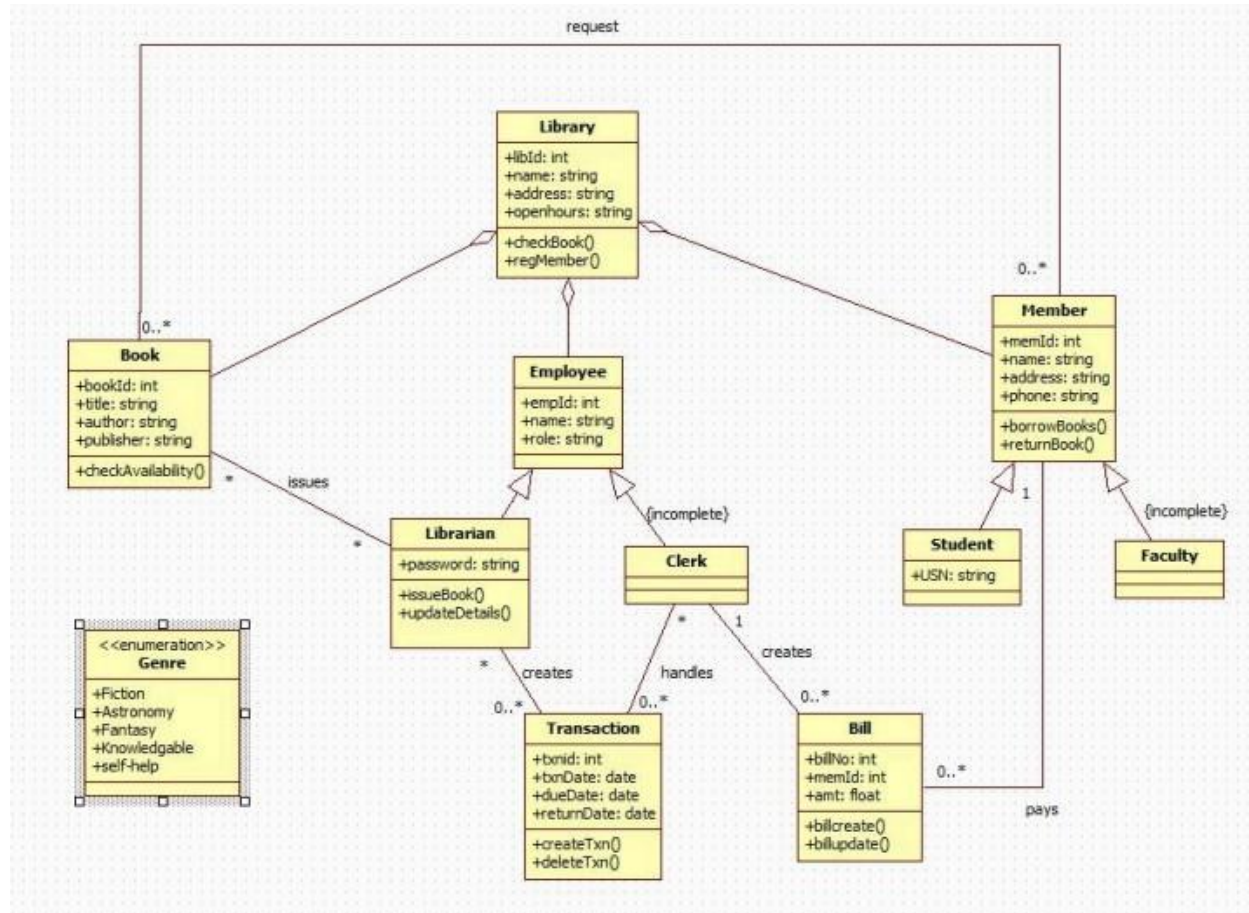 request
Library
+libId: int
+name: string
+address: string
+openhours: string
+checkBook()
+regMember()
0..*
0..*
Book
+bookId: int
+title: string
+author: string
+publisher: string
+checkAvailability()
Employee
+empId: int
+name: string
+role: string
Member
+memId: int
+name: string
+address: string
+phone: string
+borrowBooks()
+returnBook()
*
issues
*
Librarian
+password: string
+issueBook()
+updateDetails()
{incomplete}
Clerk
1
{incomplete}
Student
+USN: string
Faculty
<<enumeration>>
Genre
+Fiction
+Astronomy
+Fantasy
+Knowledgable
+self-help
*
creates
0..*
*
handles
0..*
1
creates
0..*
Transaction
+txnid: int
+txnDate: date
+dueDate: date
+returnDate: date
+createTxn()
+deleteTxn()
Bill
+billNo: int
+memId: int
+amt: float
+billcreate()
+billupdate()
0..*
pays